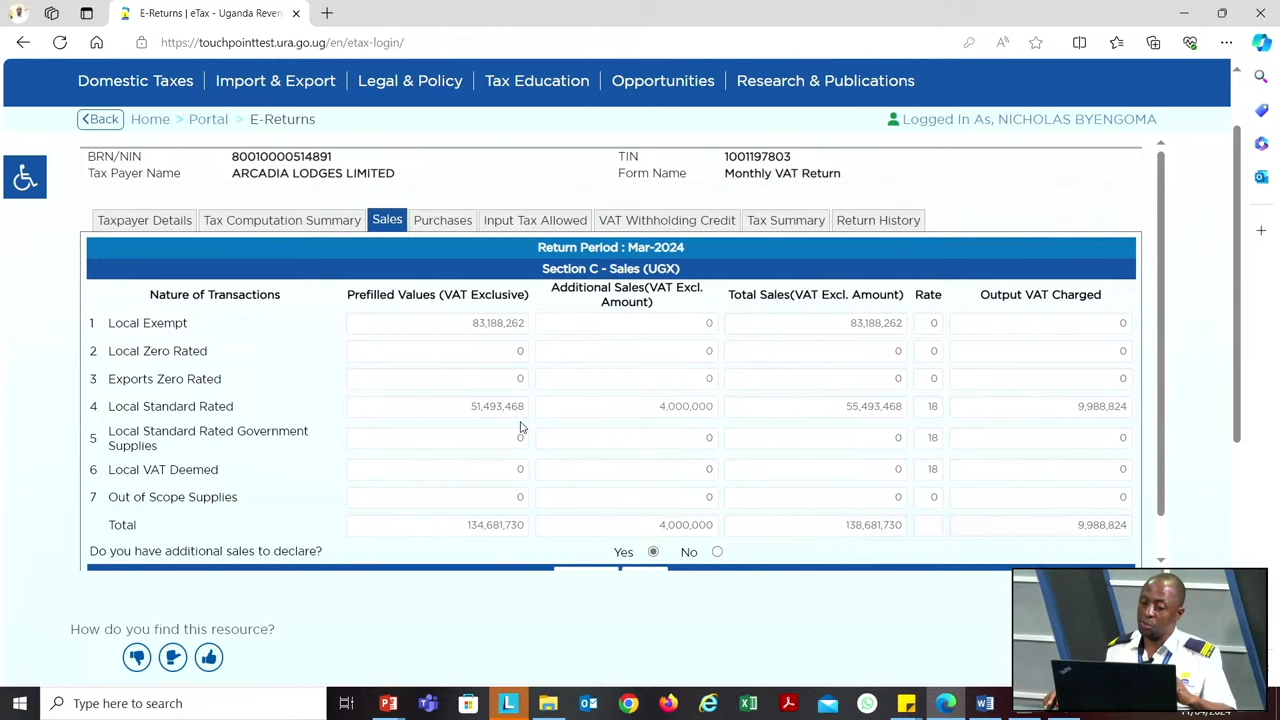 E-Returns | eTax - Uganda Reven
https://touchpointtest.ura.go.ug/en/etax-login/
Domestic Taxes | Import & Export | Legal & Policy | Tax Education | Opportunities | Research & Publications
Back Home > Portal > E-Returns Logged In As, NICHOLAS BYENGOMA
BRN/NIN 80010000514891 TIN 1001197803
Tax Payer Name ARCADIA LODGES LIMITED Form Name Monthly VAT Return
Taxpayer Details Tax Computation Summary Sales Purchases Input Tax Allowed VAT Withholding Credit Tax Summary Return History
Return Period : Mar-2024
Section C - Sales (UGX)
Nature of Transactions Prefilled Values (VAT Exclusive) Additional Sales(VAT Excl. Amount) Total Sales(VAT Excl. Amount) Rate Output VAT Charged
1 Local Exempt 83,188,262 0 83,188,262 0 0
2 Local Zero Rated 0 0 0 0 0
3 Exports Zero Rated 0 0 0 0 0
4 Local Standard Rated 51,493,468 4,000,000 55,493,468 18 9,988,824
5 Local Standard Rated Government Supplies 0 0 0 18 0
6 Local VAT Deemed 0 0 0 18 0
7 Out of Scope Supplies 0 0 0 0 0
Total 134,681,730 4,000,000 138,681,730 9,988,824
Do you have additional sales to declare? Yes No
How do you find this resource?
Type here to search